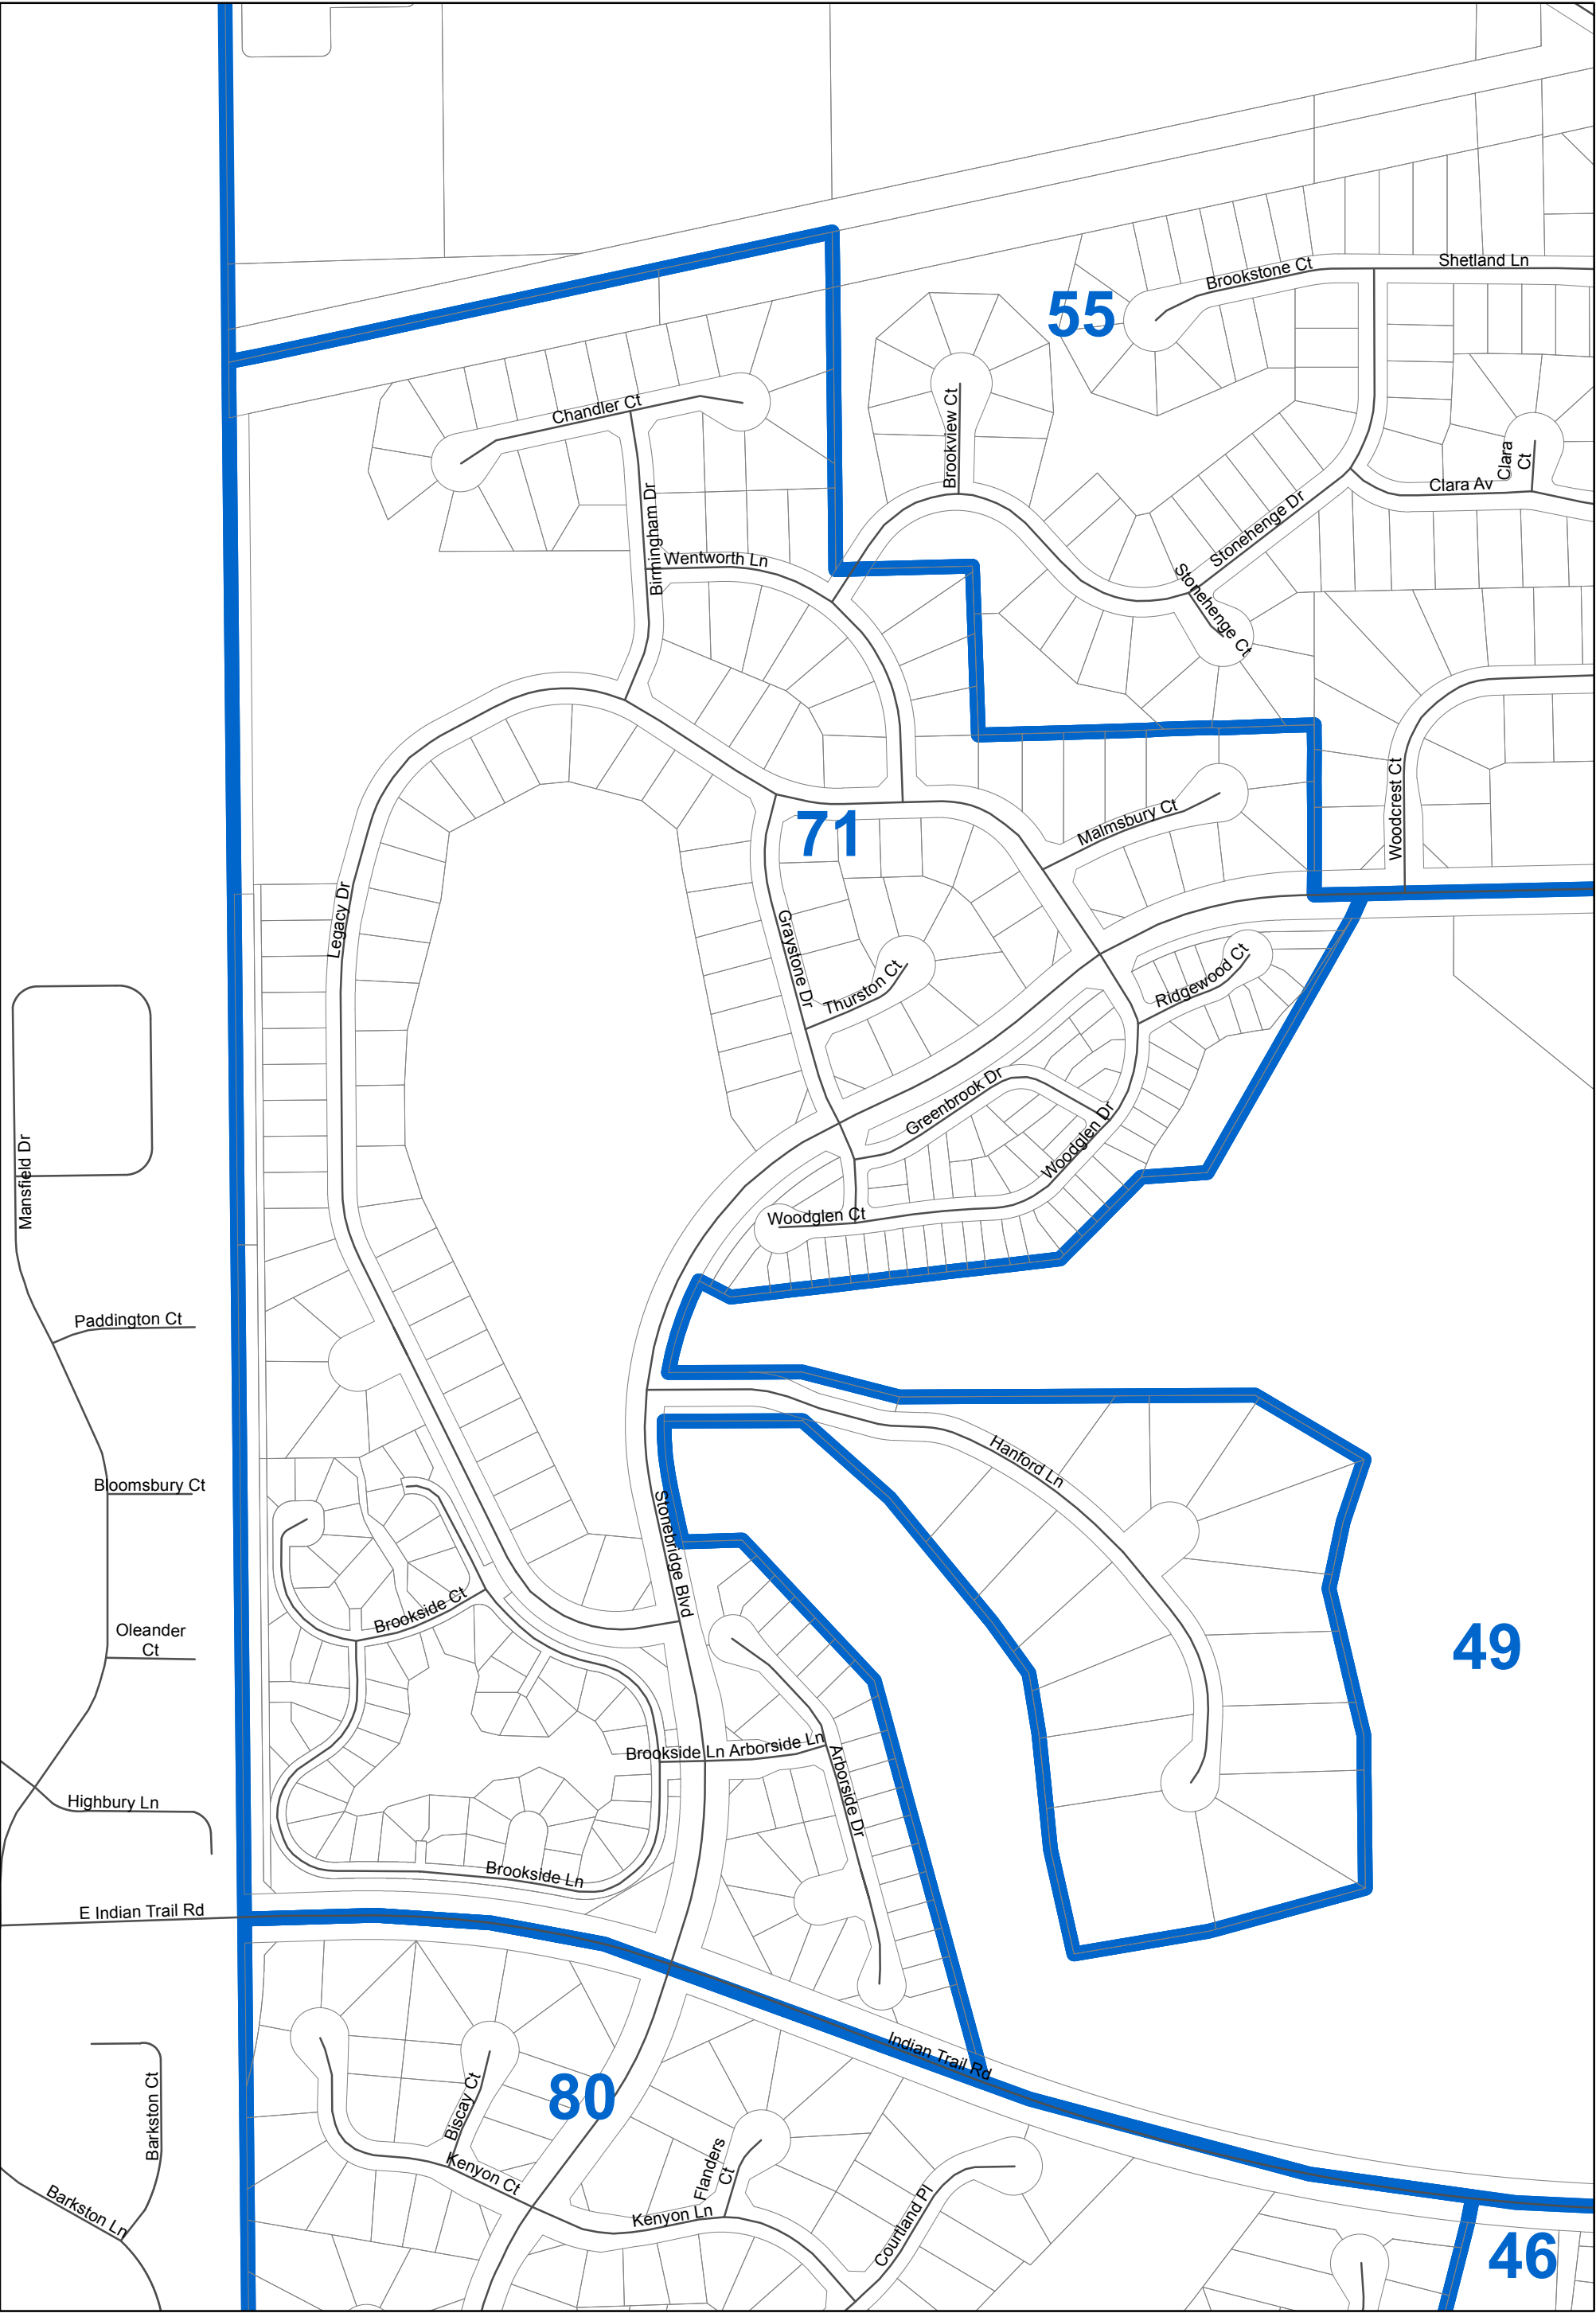 Shetland Ln
Brookstone Ct
55
Chandler Ct
Brookview Ct
Clara
Ct
Clara Av
Birmingham Dr
Stonehenge Dr
Wentworth Ln
Stonehenge Ct
Woodcrest Ct
Malmsbury Ct
71
Legacy Dr
Graystone Dr
Thurston Ct
Ridgewood Ct
Greenbrook Dr
Woodglen Dr
Mansfield Dr
Woodglen Ct
Paddington Ct
Hanford Ln
Bloomsbury Ct
Stonebridge Blvd
Brookside Ct
Oleander
Ct
49
Brookside Ln
Arborside Ln
Arborside Dr
Highbury Ln
Brookside Ln
E Indian Trail Rd
Indian Trail Rd
Barkston Ct
Biscay Ct
80
Flanders
Ct
Kenyon Ct
Kenyon Ln
Courtland Pl
Barkston Ln
46